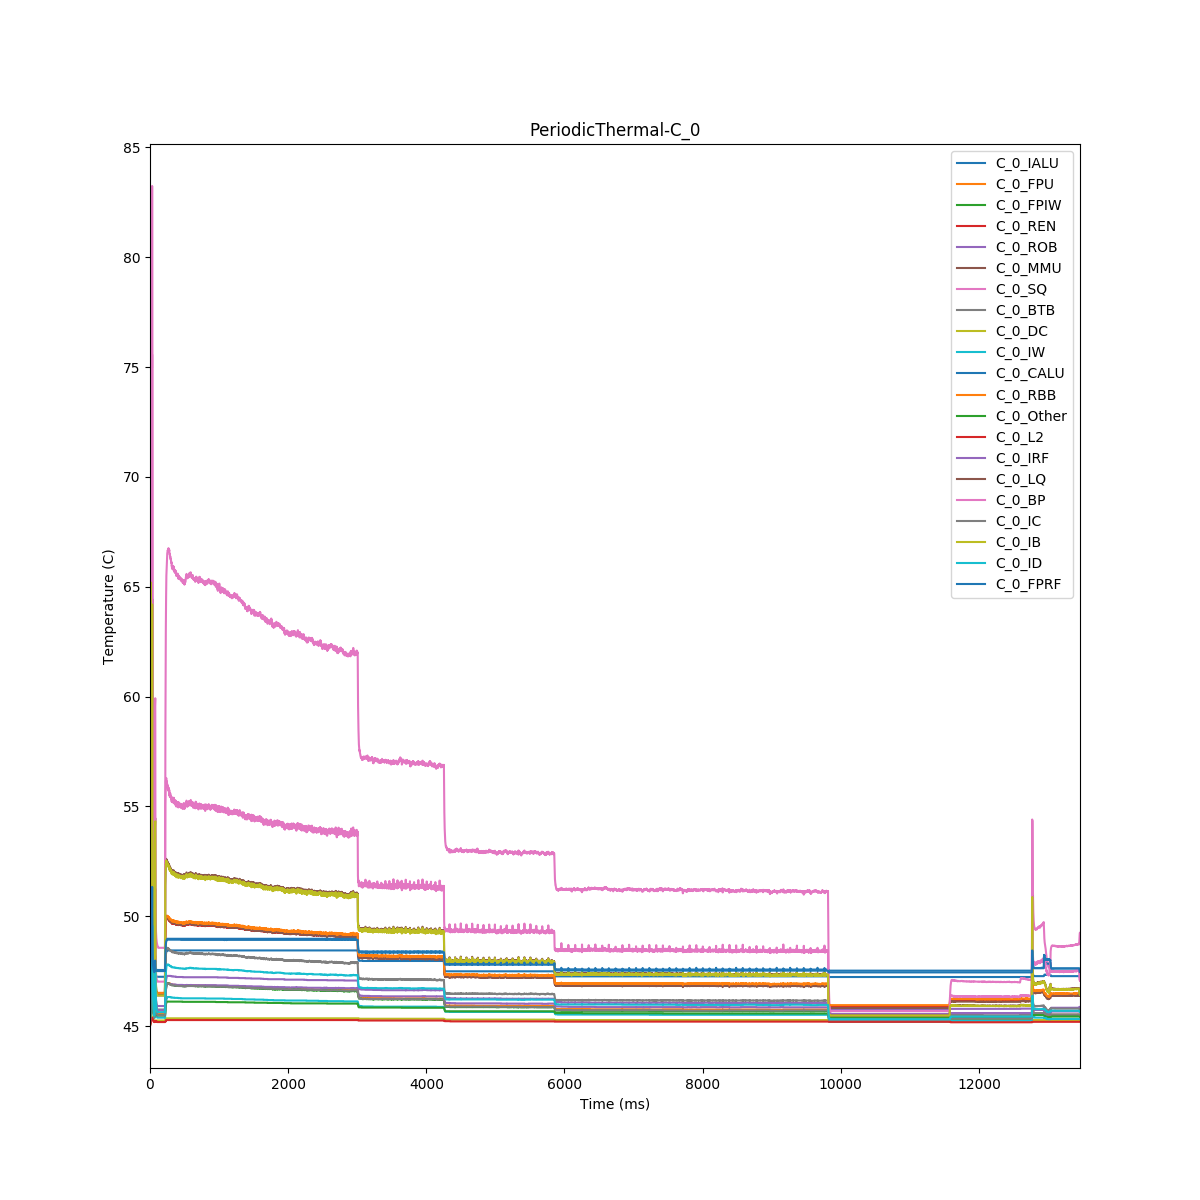 PeriodicThermal-C_0
85
80
75
70
65
60
55
50
45
Temperature (C)
0
2000
4000
6000
8000
10000
12000
Time (ms)
C_0_IALU
C_0_FPU
C_0_FPIW
C_0_REN
C_0_ROB
C_0_MMU
C_0_SQ
C_0_BTB
C_0_DC
C_0_IW
C_0_CALU
C_0_RBB
C_0_Other
C_0_L2
C_0_IRF
C_0_LQ
C_0_BP
C_0_IC
C_0_IB
C_0_ID
C_0_FPRF